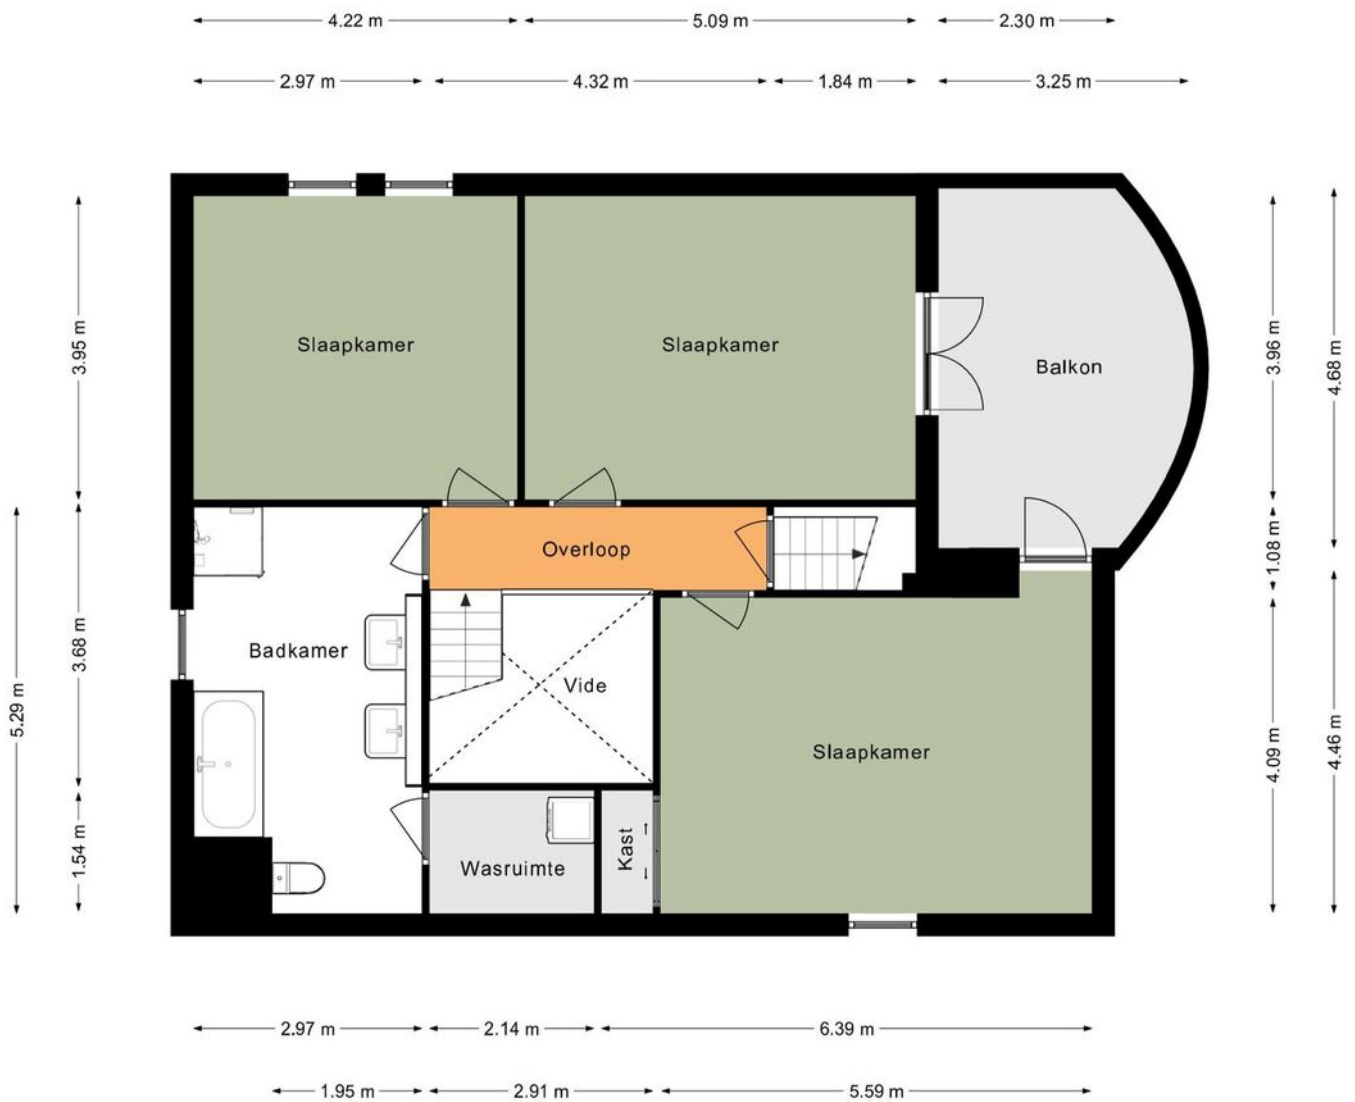 4.22 m 5.09 m 2.30 m
2.97 m 4.32 m 1.84 m 3.25 m
Slaapkamer
Slaapkamer
Balkon
3.95 m
3.96 m
4.68 m
Overloop
1.08 m
Badkamer
3.68 m
Vide
5.29 m
Slaapkamer
4.09 m
4.46 m
1.54 m
Wasruimte
Kast
2.97 m 2.14 m 6.39 m
1.95 m 2.91 m 5.59 m